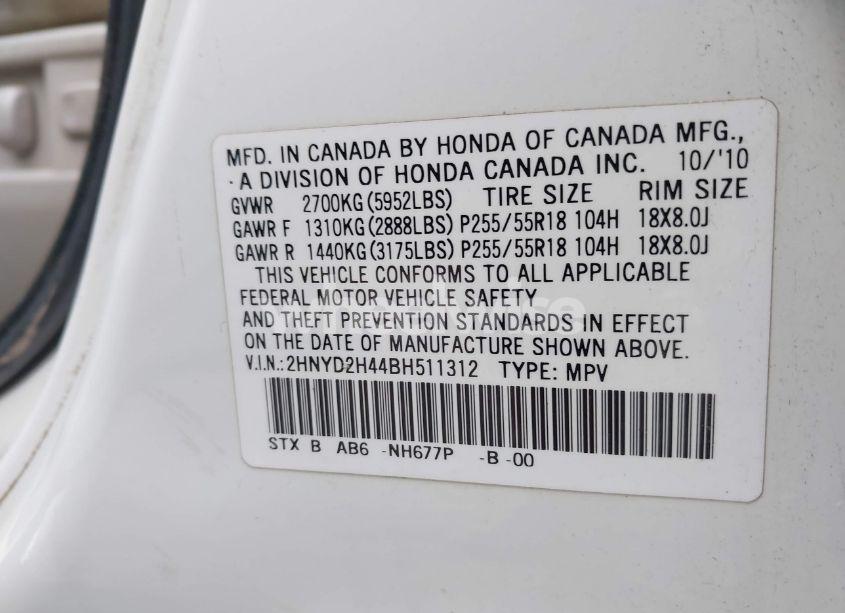 MFD. IN CANADA BY HONDA OF CANADA MFG.,
A DIVISION OF HONDA CANADA INC. 10/'10
GVWR 2700KG(5952LBS) TIRE SIZE RIM SIZE
GAWR F 1310KG(2888LBS) P255/55R18 104H 18X8.0J
GAWR R 1440KG(3175LBS) P255/55R18 104H 18X8.0J
THIS VEHICLE CONFORMS TO ALL APPLICABLE
FEDERAL MOTOR VEHICLE SAFETY
AND THEFT PREVENTION STANDARDS IN EFFECT
ON THE DATE OF MANUFACTURE SHOWN ABOVE.
V.I.N.: 2HNYD2H44BH511312 TYPE: MPV
STX B AB6 -NH677P -B -00